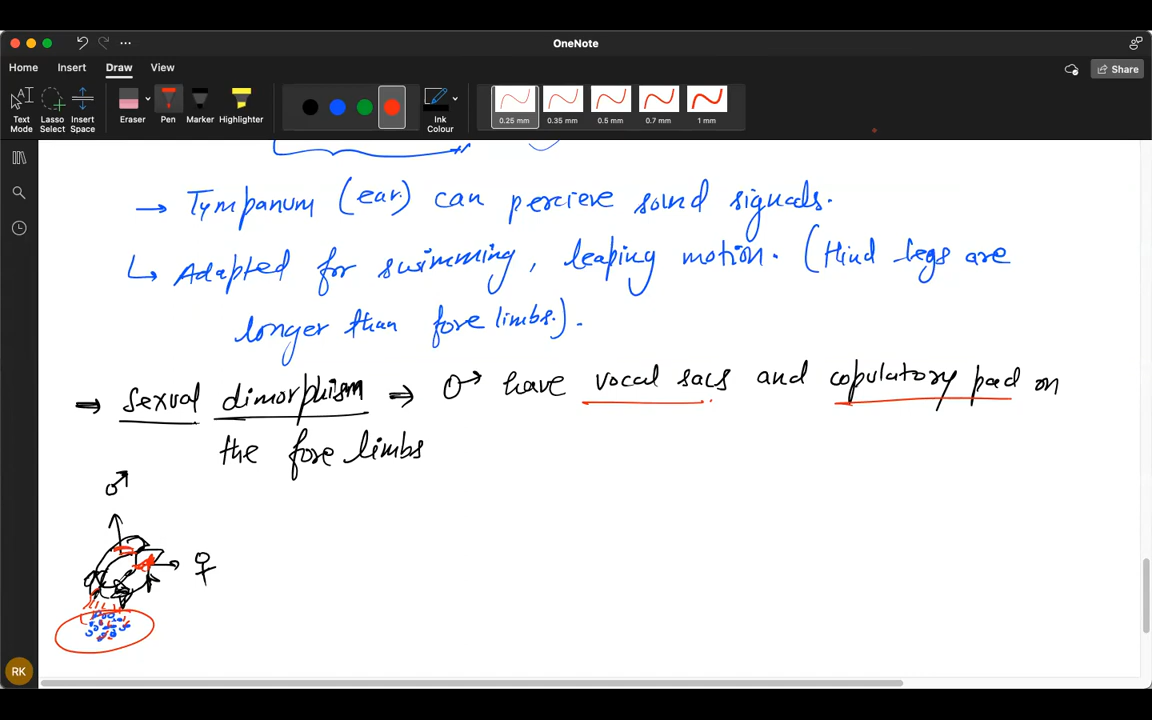 OneNote
Home Insert Draw View
Share
Text Mode
Lasso Select
Insert Space
Eraser
Pen
Marker
Highlighter
Ink Colour
0.25 mm
0.35 mm
0.5 mm
0.7 mm
1 mm
→ Tympanum (ear) can percieve sound signals.
↳ Adapted for swimming, leaping motion. (Hind legs are
longer than fore limbs.).
⇒ Sexual dimorphism ⇒ ♂ have vocal sacs and copulatory pad on
the fore limbs
♂
♀
RK